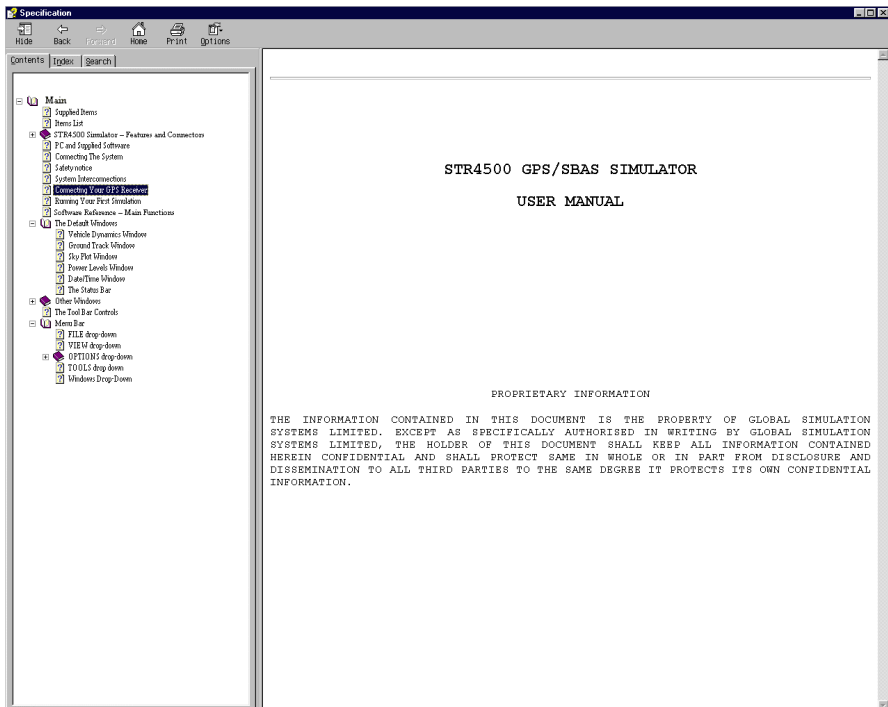 Specification
Hide Back Forward Home Print Options
Contents Index Search
Main
Supplied Items
Items List
STR4500 Simulator – Features and Connectors
PC and Supplied Software
Connecting The System
Safety notice
System Interconnections
Connecting Your GPS Receiver
Running Your First Simulation
Software Reference – Main Functions
The Default Windows
Vehicle Dynamics Window
Ground Track Window
Sky Plot Window
Power Levels Window
Date/Time Window
The Status Bar
Other Windows
The Tool Bar Controls
Menu Bar
FILE drop-down
VIEW drop-down
OPTIONS drop-down
TOOLS drop-down
Windows Drop-Down
STR4500 GPS/SBAS SIMULATOR
USER MANUAL
PROPRIETARY INFORMATION
THE INFORMATION CONTAINED IN THIS DOCUMENT IS THE PROPERTY OF GLOBAL SIMULATION
SYSTEMS LIMITED. EXCEPT AS SPECIFICALLY AUTHORISED IN WRITING BY GLOBAL SIMULATION
SYSTEMS LIMITED, THE HOLDER OF THIS DOCUMENT SHALL KEEP ALL INFORMATION CONTAINED
HEREIN CONFIDENTIAL AND SHALL PROTECT SAME IN WHOLE OR IN PART FROM DISCLOSURE AND
DISSEMINATION TO ALL THIRD PARTIES TO THE SAME DEGREE IT PROTECTS ITS OWN CONFIDENTIAL
INFORMATION.